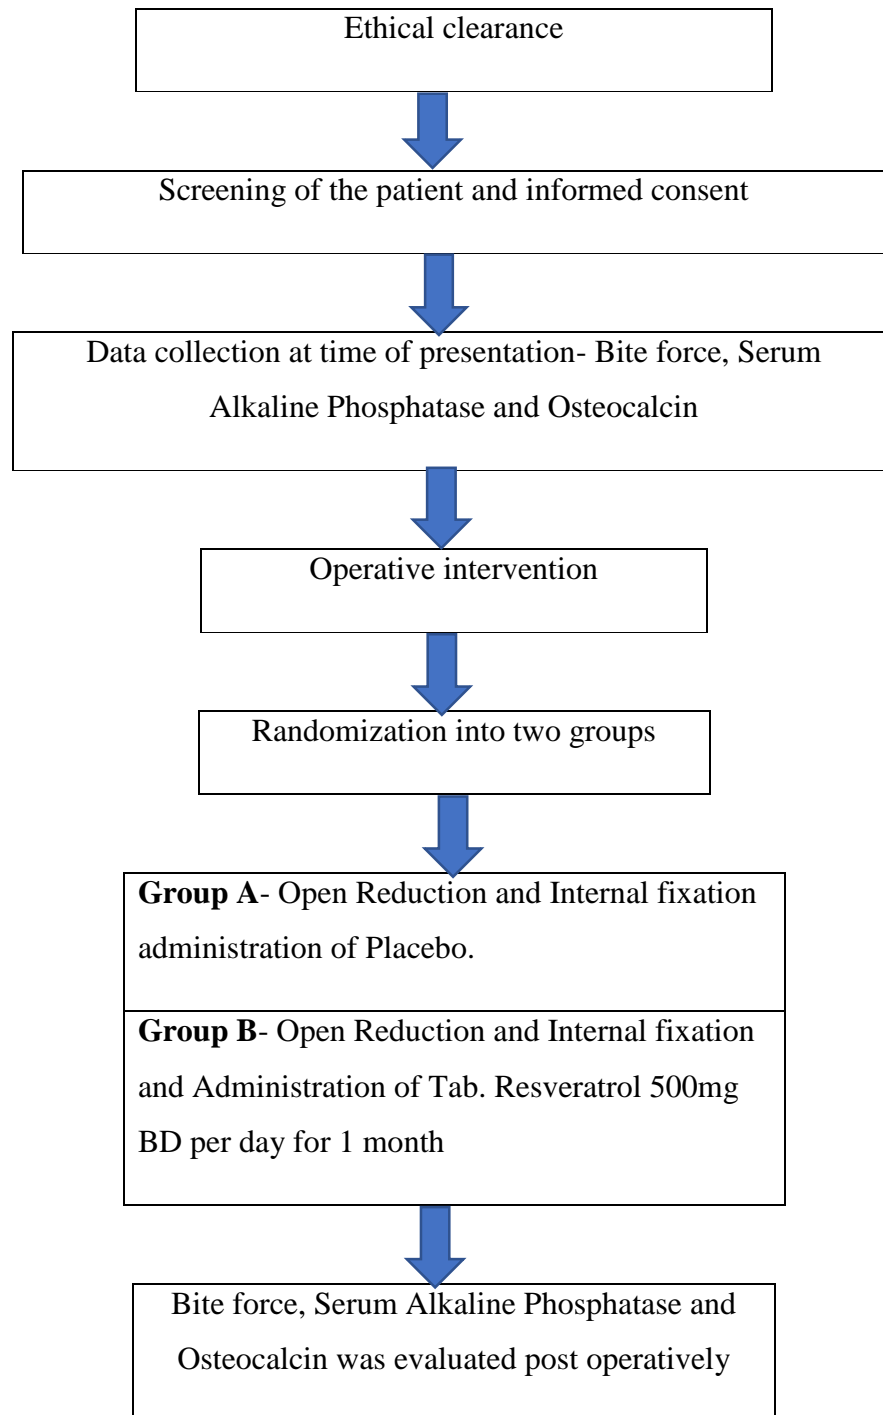 Ethical clearance
Screening of the patient and informed consent
Data collection at time of presentation- Bite force, Serum
Alkaline Phosphatase and Osteocalcin
Operative intervention
Randomization into two groups
Group A- Open Reduction and Internal fixation
administration of Placebo.
Group B- Open Reduction and Internal fixation
and Administration of Tab. Resveratrol 500mg
BD per day for 1 month
Bite force, Serum Alkaline Phosphatase and
Osteocalcin was evaluated post operatively